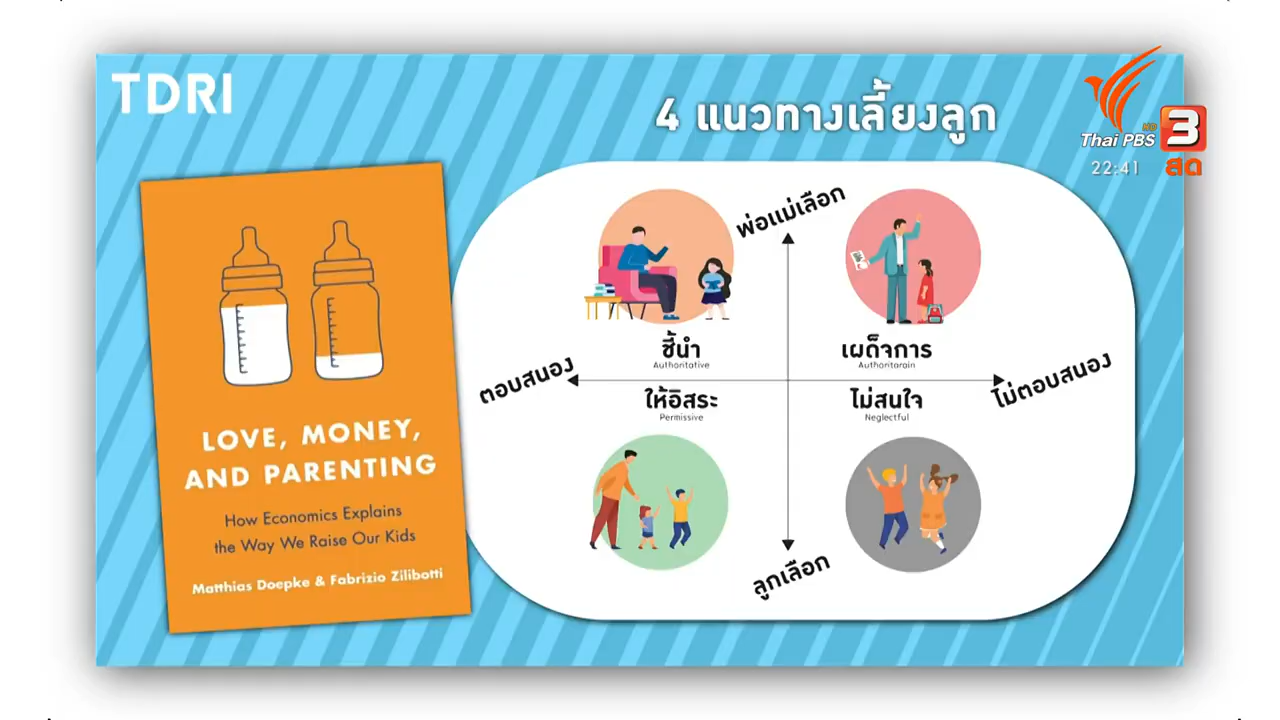 TDRI
4 แนวทางเลี้ยงลูก
HD
Thai PBS 3
22:41 สด
LOVE, MONEY,
AND PARENTING
How Economics Explains
the Way We Raise Our Kids
Matthias Doepke & Fabrizio Zilibotti
พ่อแม่เลือก
ชี้นำ
Authoritative
เผด็จการ
Authoritarain
ตอบสนอง
ไม่ตอบสนอง
ให้อิสระ
Permissive
ไม่สนใจ
Neglectful
ลูกเลือก